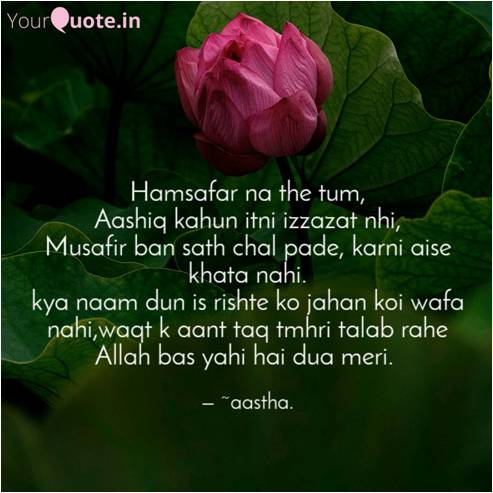 YourQuote.in
Hamsafar na the tum,
Aashiq kahun itni izzazat nhi,
Musafir ban sath chal pade, karni aise
khata nahi.
kya naam dun is rishte ko jahan koi wafa
nahi,waqt k aant taq tmhri talab rahe
Allah bas yahi hai dua meri.
– ~aastha.